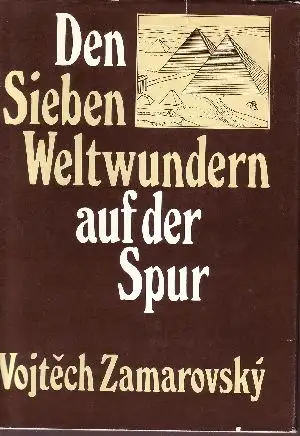 Den
Sieben
Weltwundern
auf der
Spur
Vojtěch Zamarovský